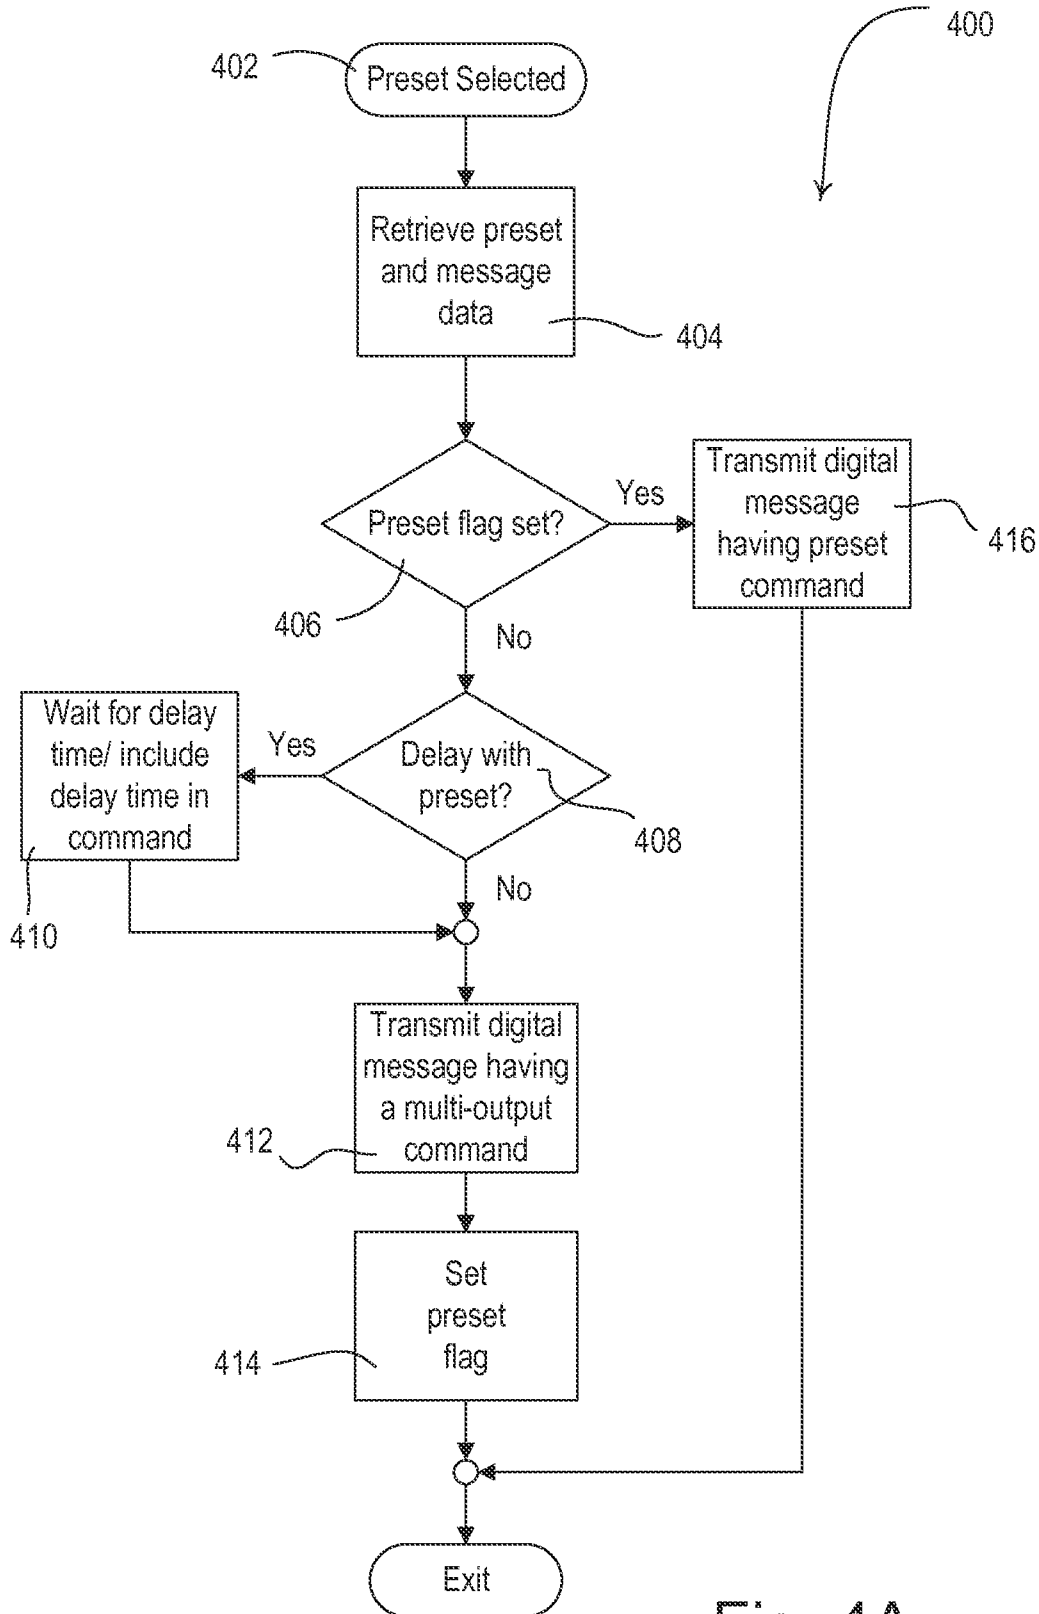 400
402
Preset Selected
Retrieve preset
and message
data
404
Preset flag set?
Yes
406
No
Transmit digital
message
having preset
command
416
Delay with
preset?
408
Yes
No
Wait for delay
time/ include
delay time in
command
410
Transmit digital
message having
a multi-output
command
412
Set
preset
flag
414
Exit